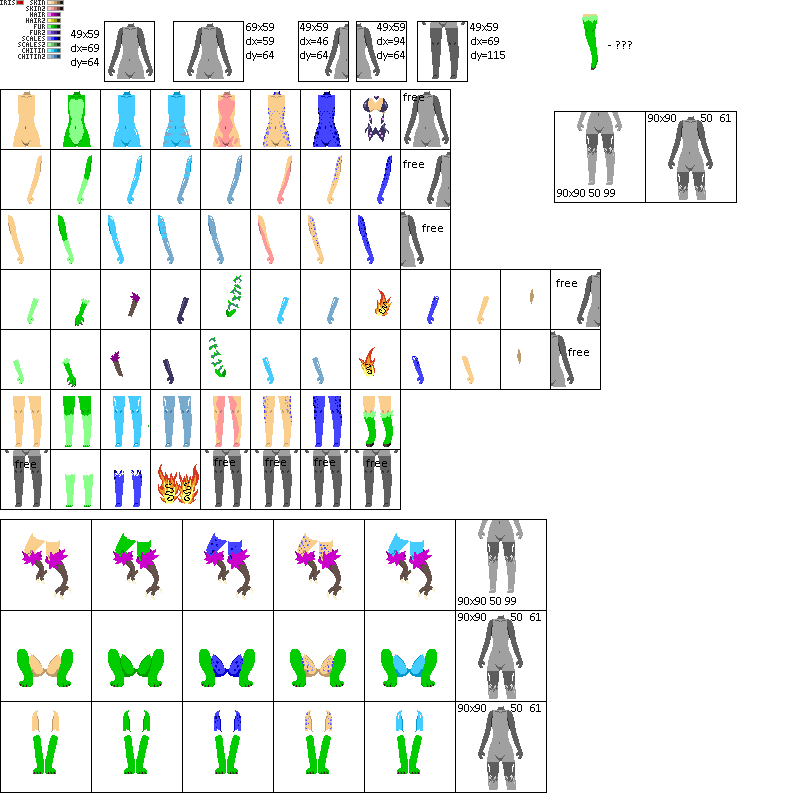 IRIS
SKIN
SKIN2
HAIR
HAIR2
FUR
FUR2
SCALES
SCALES2
CHITIN
CHITIN2
49x59
dx=69
dy=64
69x59
dx=59
dy=64
49x59
dx=46
dy=64
49x59
dx=94
dy=64
49x59
dx=69
dy=115
- ???
90x90 50 99
90x90 50 61
free
free
free
free
free
free
free
free
free
free
90x90 50 99
90x90 50 61
90x90 50 61